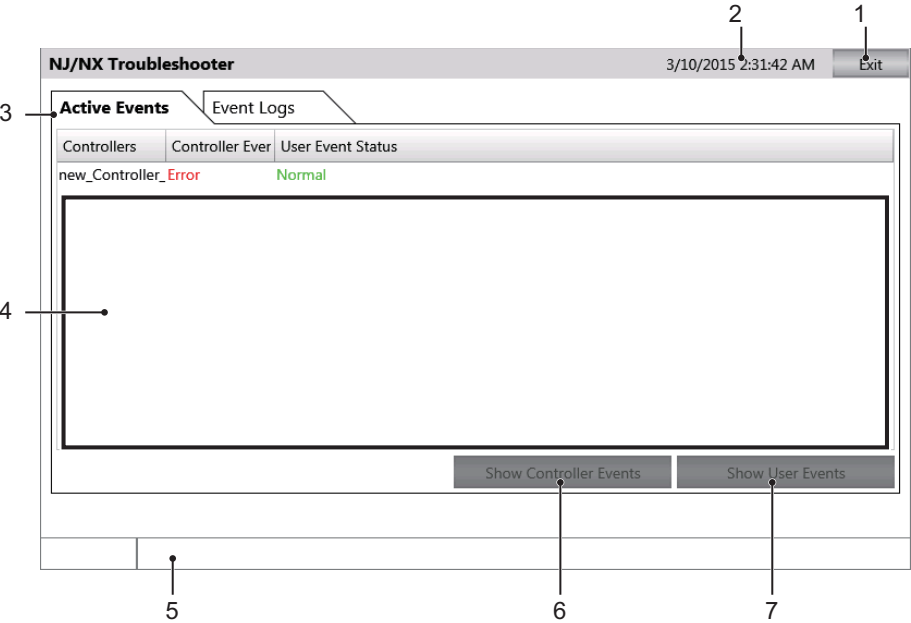 2 1
NJ/NX Troubleshooter 3/10/2015 2:31:42 AM Exit
3 Active Events Event Logs
Controllers Controller Ever User Event Status
new_Controller_ Error Normal
4
Show Controller Events Show User Events
5 6 7